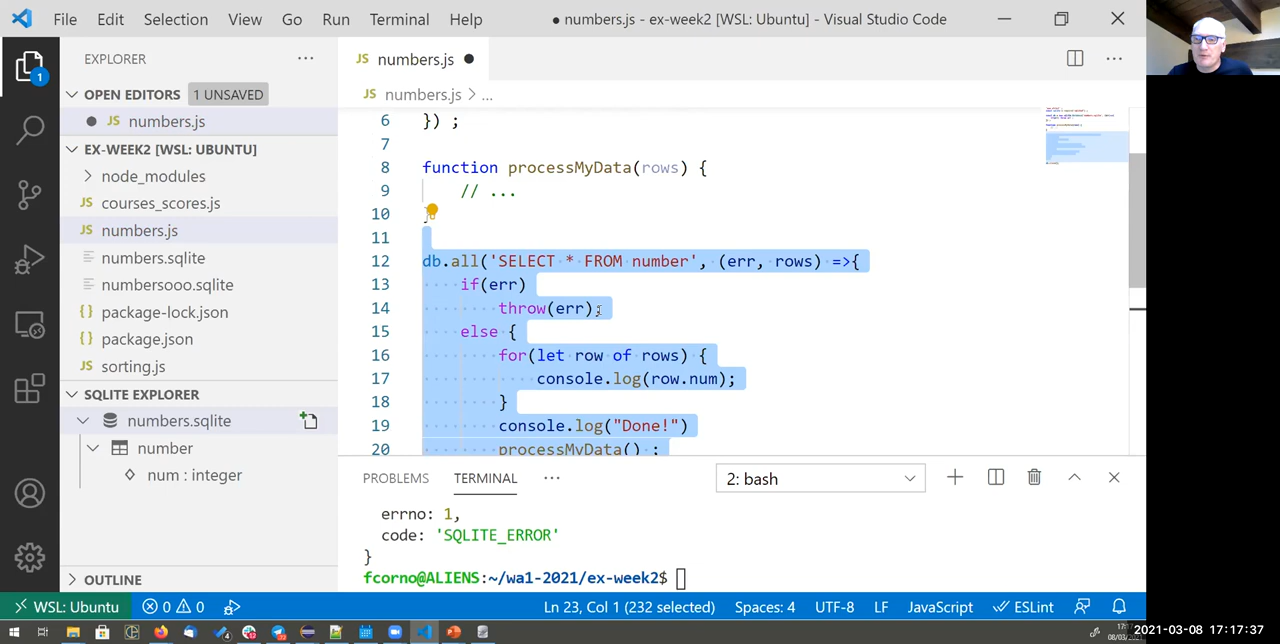 File Edit Selection View Go Run Terminal Help
● numbers.js - ex-week2 [WSL: Ubuntu] - Visual Studio Code
EXPLORER
1
OPEN EDITORS 1 UNSAVED
JS numbers.js
EX-WEEK2 [WSL: UBUNTU]
node_modules
JS courses_scores.js
JS numbers.js
numbers.sqlite
numbersooo.sqlite
{} package-lock.json
{} package.json
JS sorting.js
SQLITE EXPLORER
numbers.sqlite
number
num : integer
OUTLINE
JS numbers.js ●
JS numbers.js > ...
6 }) ;
7
8 function processMyData(rows) {
9 // ...
10 }
11
12 db.all('SELECT * FROM number', (err, rows) =>{
13 if(err)
14 throw(err);
15 else {
16 for(let row of rows) {
17 console.log(row.num);
18 }
19 console.log("Done!")
20 processMyData() ;
PROBLEMS TERMINAL ... 2: bash
errno: 1,
code: 'SQLITE_ERROR'
}
fcorno@ALIENS:~/wa1-2021/ex-week2$
WSL: Ubuntu 0 0 Ln 23, Col 1 (232 selected) Spaces: 4 UTF-8 LF JavaScript ESLint
2021-03-08 17:17:37